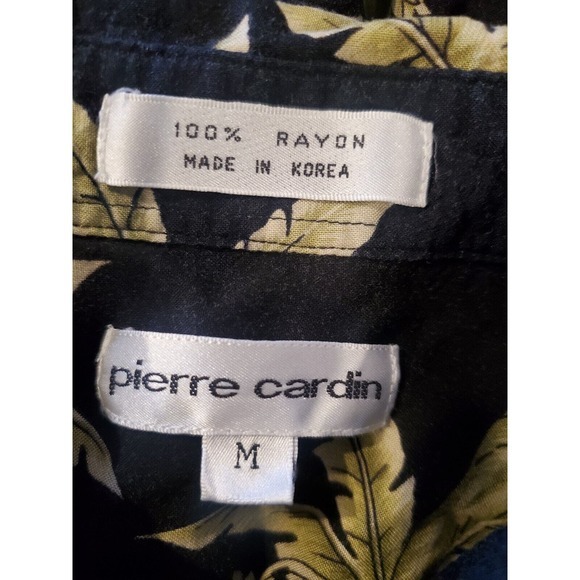 100% RAYON
MADE IN KOREA
pierre cardin
M